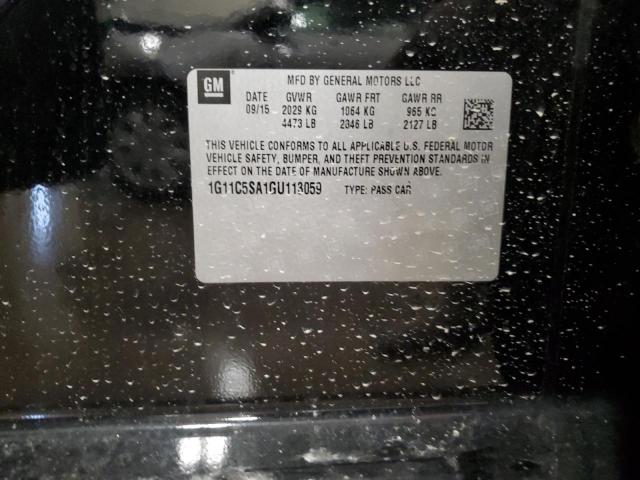 GM
MFD BY GENERAL MOTORS LLC
DATE GVWR GAWR FRT GAWR RR
09/15 2029 KG 1064 KG 965 KG
4473 LB 2346 LB 2127 LB
THIS VEHICLE CONFORMS TO ALL APPLICABLE U.S. FEDERAL MOTOR
VEHICLE SAFETY, BUMPER, AND THEFT PREVENTION STANDARDS IN
EFFECT ON THE DATE OF MANUFACTURE SHOWN ABOVE.
1G11C5SA1GU113059 TYPE: PASS CAR